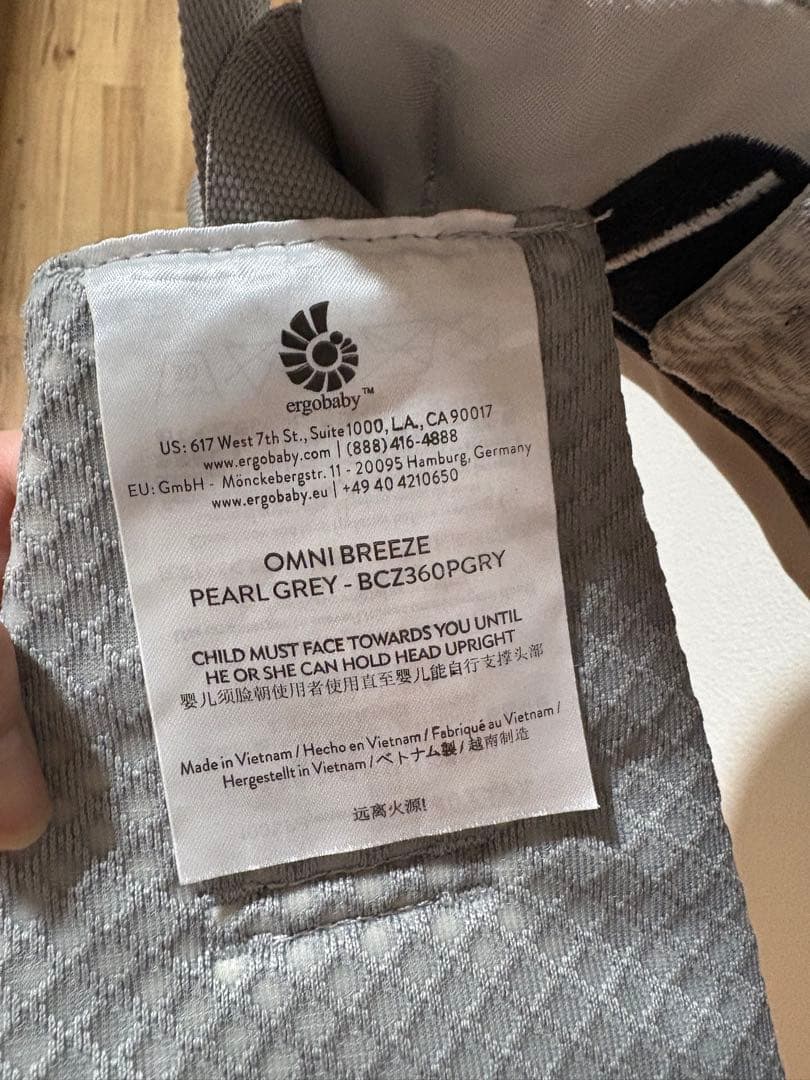 ergobaby™
US: 617 West 7th St., Suite 1000, L.A., CA 90017
www.ergobaby.com | (888) 416-4888
EU: GmbH - Mönckebergstr. 11 - 20095 Hamburg, Germany
www.ergobaby.eu | +49 40 4210650
OMNI BREEZE
PEARL GREY - BCZ360PGRY
CHILD MUST FACE TOWARDS YOU UNTIL
HE OR SHE CAN HOLD HEAD UPRIGHT
婴儿须脸朝使用者使用直至婴儿能自行支撑头部
Made in Vietnam / Hecho en Vietnam / Fabriqué au Vietnam /
Hergestellt in Vietnam / ベトナム製 / 越南制造
远离火源!